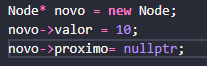 Node* novo = new Node;
novo->valor = 10;
novo->proximo= nullptr;